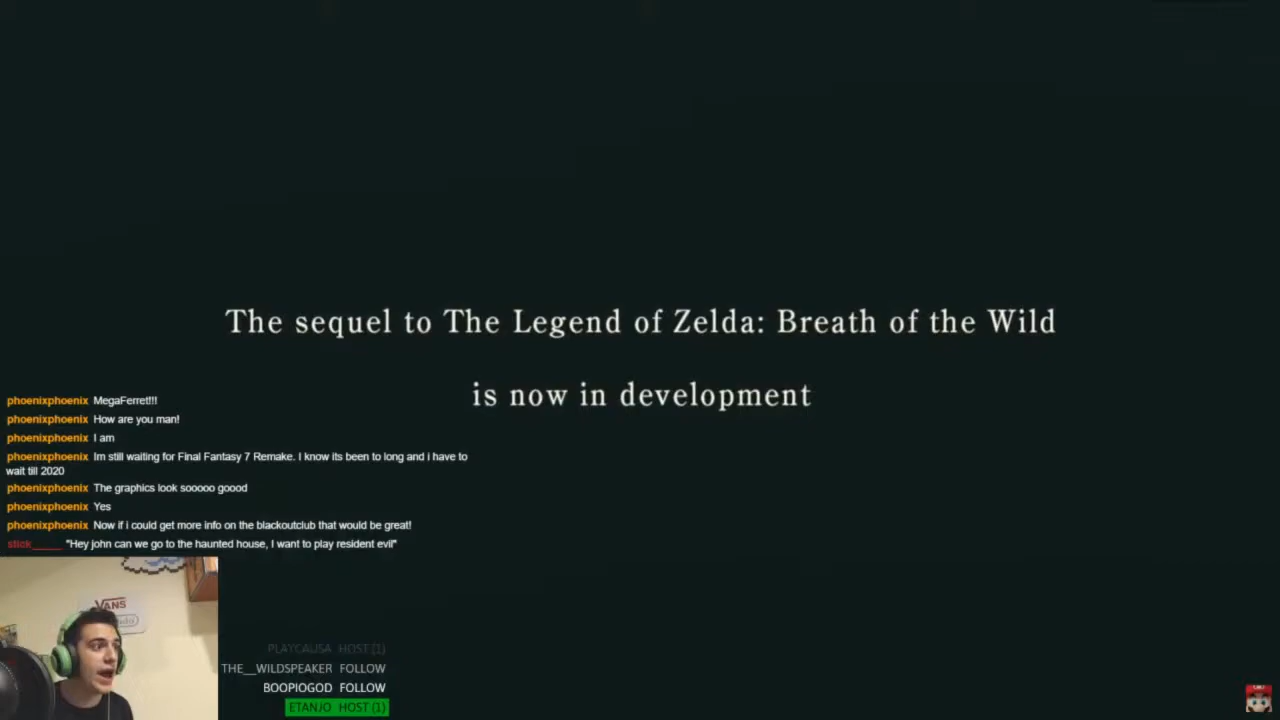 The sequel to The Legend of Zelda: Breath of the Wild
is now in development
phoenixphoenix MegaFerret!!!
phoenixphoenix How are you man!
phoenixphoenix I am
phoenixphoenix Im still waiting for Final Fantasy 7 Remake. I know its been to long and i have to
wait till 2020
phoenixphoenix The graphics look sooooo goood
phoenixphoenix Yes
phoenixphoenix Now if i could get more info on the blackoutclub that would be great!
stick_____ "Hey john can we go to the haunted house, I want to play resident evil"
VANS
PLAYCAUSA HOST (1)
THE__WILDSPEAKER FOLLOW
BOOPIOGOD FOLLOW
ETANJO HOST (1)